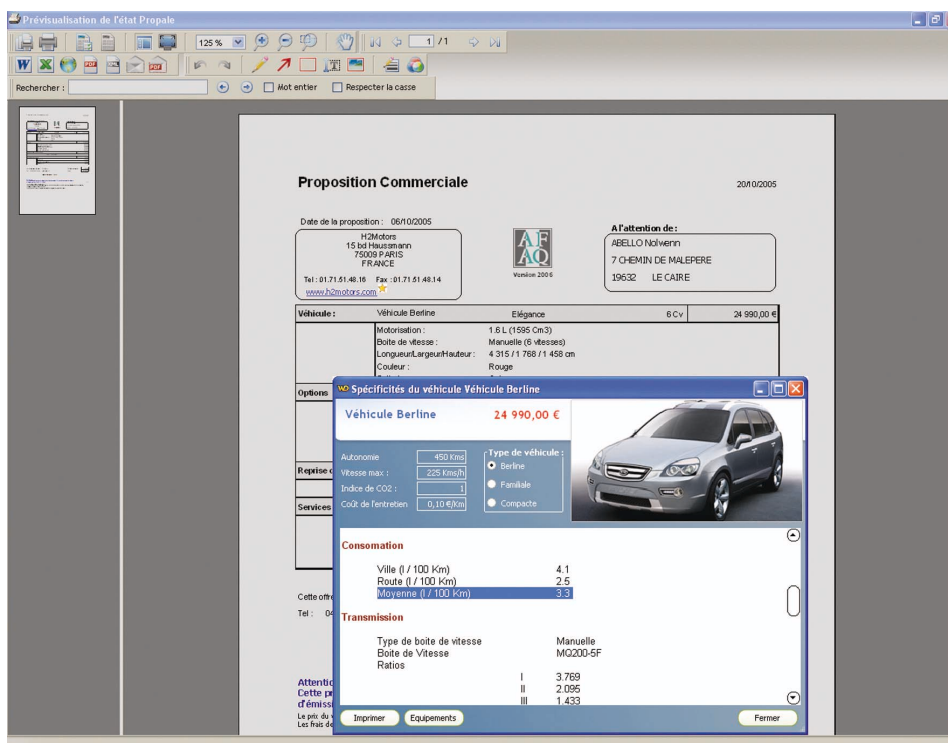 Prévisualisation de l'état Propale
125 %
1 /1
Rechercher :
Mot entier
Respecter la casse
Proposition Commerciale
20/10/2005
Date de la proposition : 06/10/2005
H2Motors
15 bd Haussmann
75009 PARIS
FRANCE
Tel : 01.71.51.48.16 Fax : 01.71.51.48.14
www.h2motors.com
AF
AQ
Version 2006
A l'attention de :
ABELLO Nolwenn
7 CHEMIN DE MALEPERE
19632 LE CAIRE
Véhicule : Véhicule Berline Elégance 6 Cv 24 990,00 €
Motorisation : 1.6 L (1595 Cm3)
Boite de vitesse : Manuelle (6 vitesses)
Longueur/Largeur/Hauteur : 4 315 / 1 768 / 1 458 cm
Couleur : Rouge
Options
Reprise
Services
Cette offre
Tel : 04
Attentio
Cette pr
d'émiss
Le prix du v
Les frais de
Spécificités du véhicule Véhicule Berline
Véhicule Berline 24 990,00 €
Autonomie 450 Kms
Vitesse max : 225 Kms/h
Indice de CO2 : 1
Coût de l'entretien 0,10 €/Km
Type de véhicule :
Berline
Familiale
Compacte
Consomation
Ville (l / 100 Km) 4.1
Route (l / 100 Km) 2.5
Moyenne (l / 100 Km) 3.3
Transmission
Type de boite de vitesse Manuelle
Boite de Vitesse MQ200-5F
Ratios
I 3.769
II 2.095
III 1.433
Imprimer
Equipements
Fermer